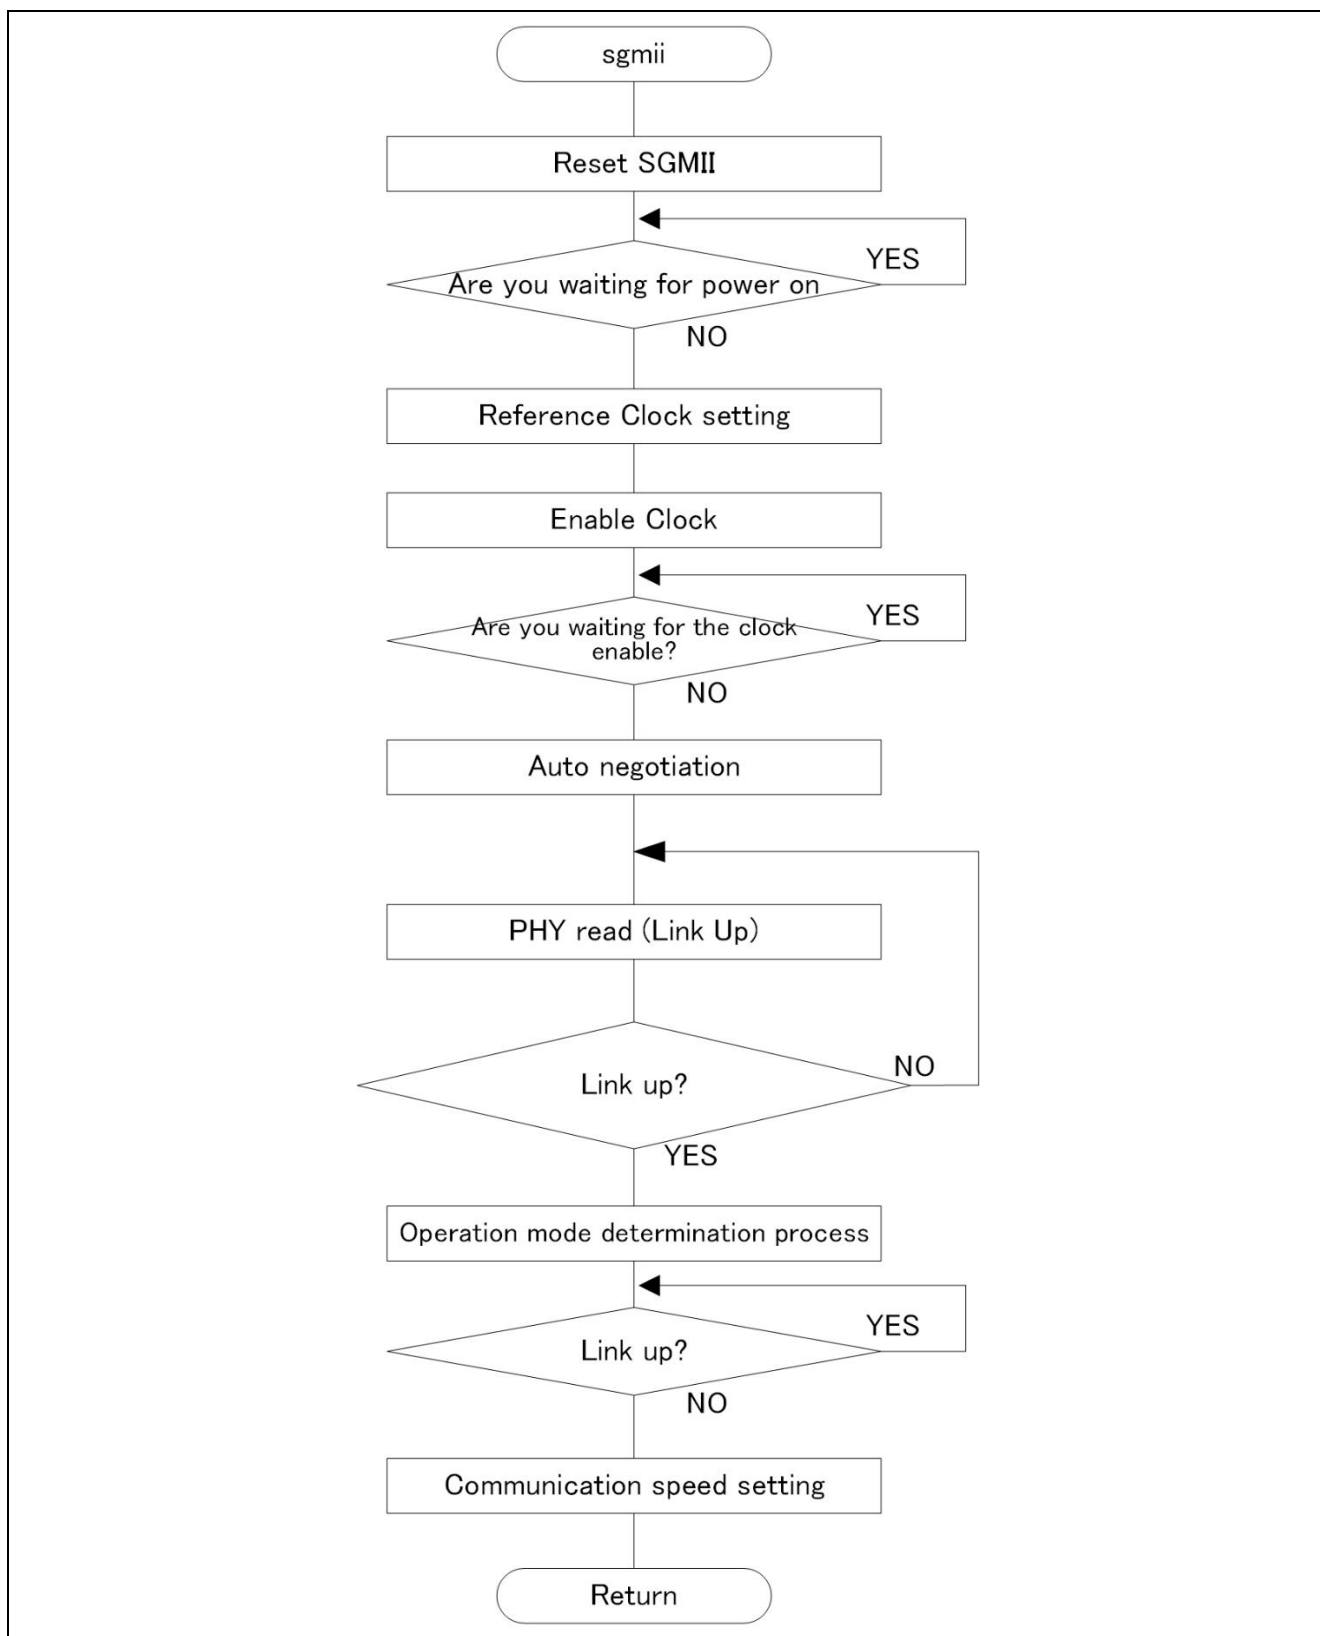 sgmii
Reset SGMII
YES
Are you waiting for power on
NO
Reference Clock setting
Enable Clock
YES
Are you waiting for the clock
enable?
NO
Auto negotiation
PHY read (Link Up)
NO
Link up?
YES
Operation mode determination process
YES
Link up?
NO
Communication speed setting
Return